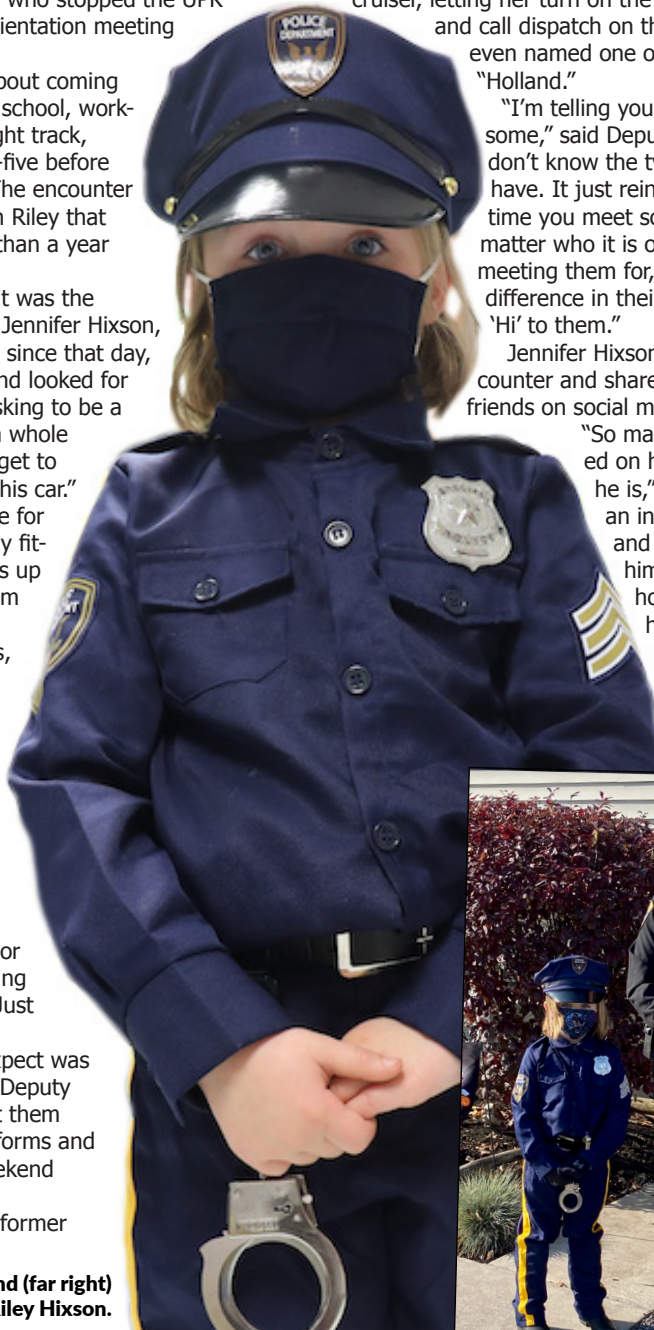 who stopped the UPK
ientation meeting
bout coming
school, work-
ght track,
-five before
he encounter
n Riley that
than a year
t was the
Jennifer Hixson,
since that day,
nd looked for
sking to be a
whole
get to
his car."
e for
y fit-
s up
m
s,
or
ng
Just
xpect was
Deputy
t them
forms and
ekend
former
nd (far right)
iley Hixson.
cruiser, letting her turn on the
and call dispatch on th
even named one o
"Holland."
"I'm telling you
some," said Depu
don't know the tv
have. It just rein
time you meet so
matter who it is o
meeting them for,
difference in thei
'Hi' to them."
Jennifer Hixson
counter and share
friends on social m
"So ma
ed on h
he is,"
an in
and
him
ho
h
POLICE
DEPARTMENT